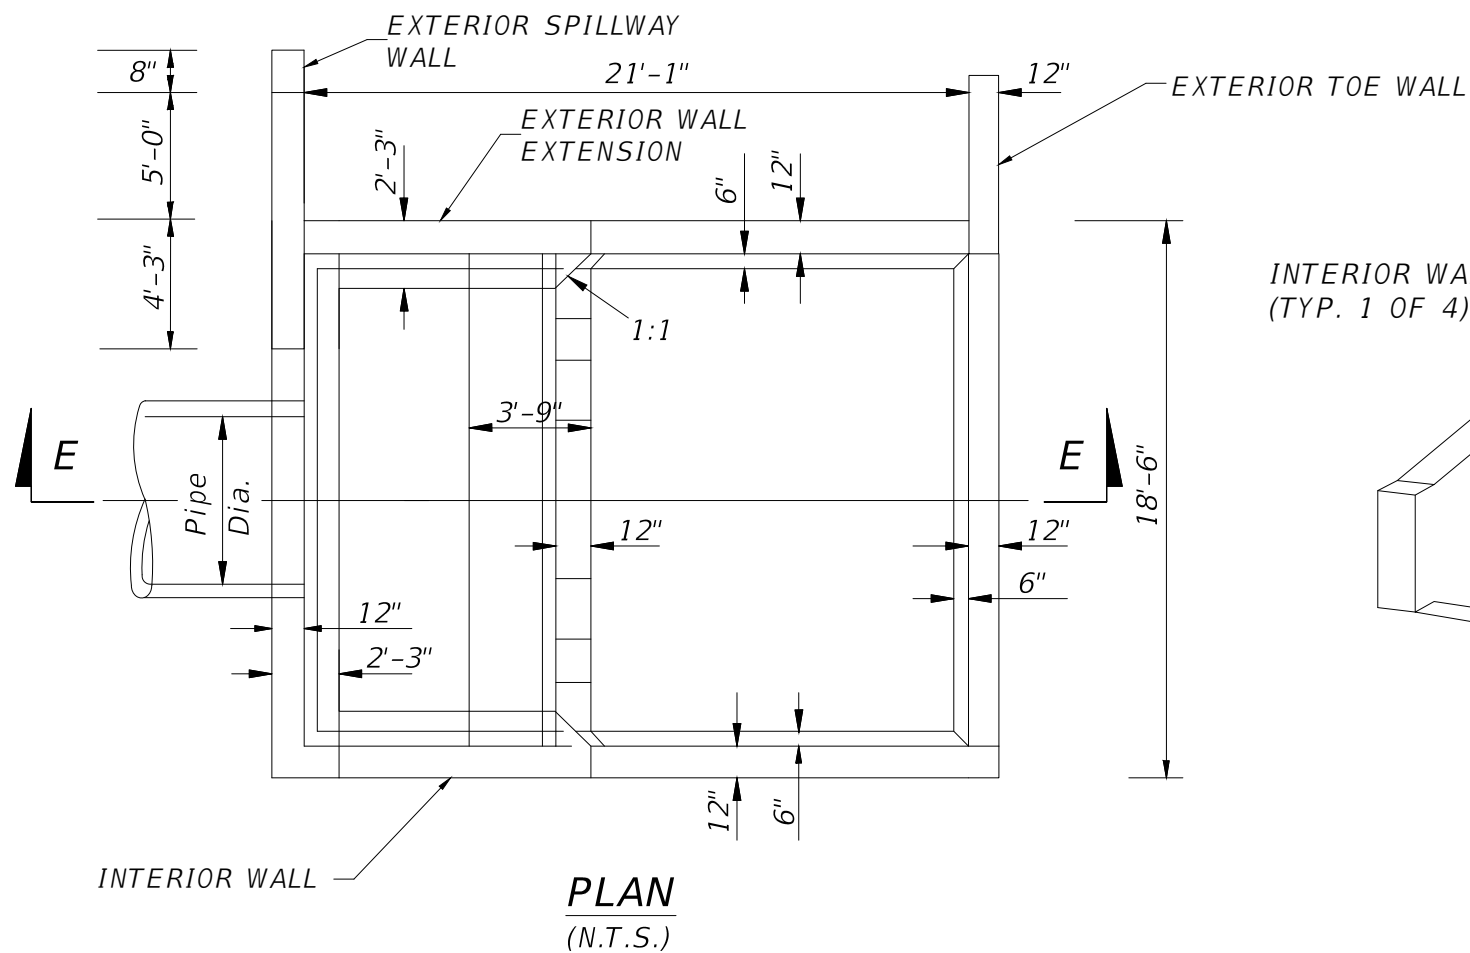 EXTERIOR SPILLWAY
WALL
8"
21'-1"
12"
EXTERIOR TOE WALL
EXTERIOR WALL
EXTENSION
5'-0"
2'-3"
6"
12"
4'-3"
1:1
INTERIOR WA
(TYP. 1 OF 4)
3'-9"
E
E
Pipe
Dia.
18'-6"
12"
12"
6"
12"
2'-3"
12"
6"
INTERIOR WALL
PLAN
(N.T.S.)